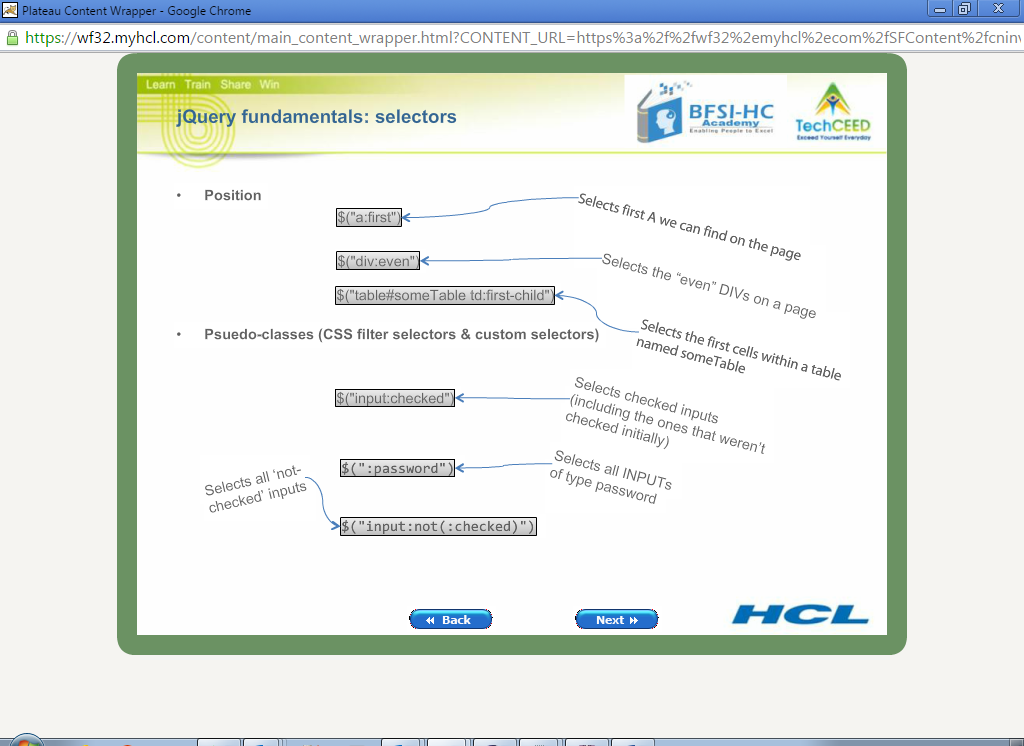 Plateau Content Wrapper - Google Chrome
https://wf32.myhcl.com/content/main_content_wrapper.html?CONTENT_URL=https%3a%2f%2fwf32%2emyhcl%2ecom%2fSFContent%2fcninv
Learn Train Share Win
jQuery fundamentals: selectors
BFSI-HC
Academy
Enabling People to Excel
TechCEED
Exceed Yourself Everyday
• Position
$("a:first")
Selects first A we can find on the page
$("div:even")
Selects the “even” DIVs on a page
$("table#someTable td:first-child")
Selects the first cells within a table
named someTable
• Psuedo-classes (CSS filter selectors & custom selectors)
$("input:checked")
Selects checked inputs
(including the ones that weren’t
checked initially)
$(":password")
Selects all INPUTs
of type password
Selects all ‘not-
checked’ inputs
$("input:not(:checked)")
Back
Next
HCL